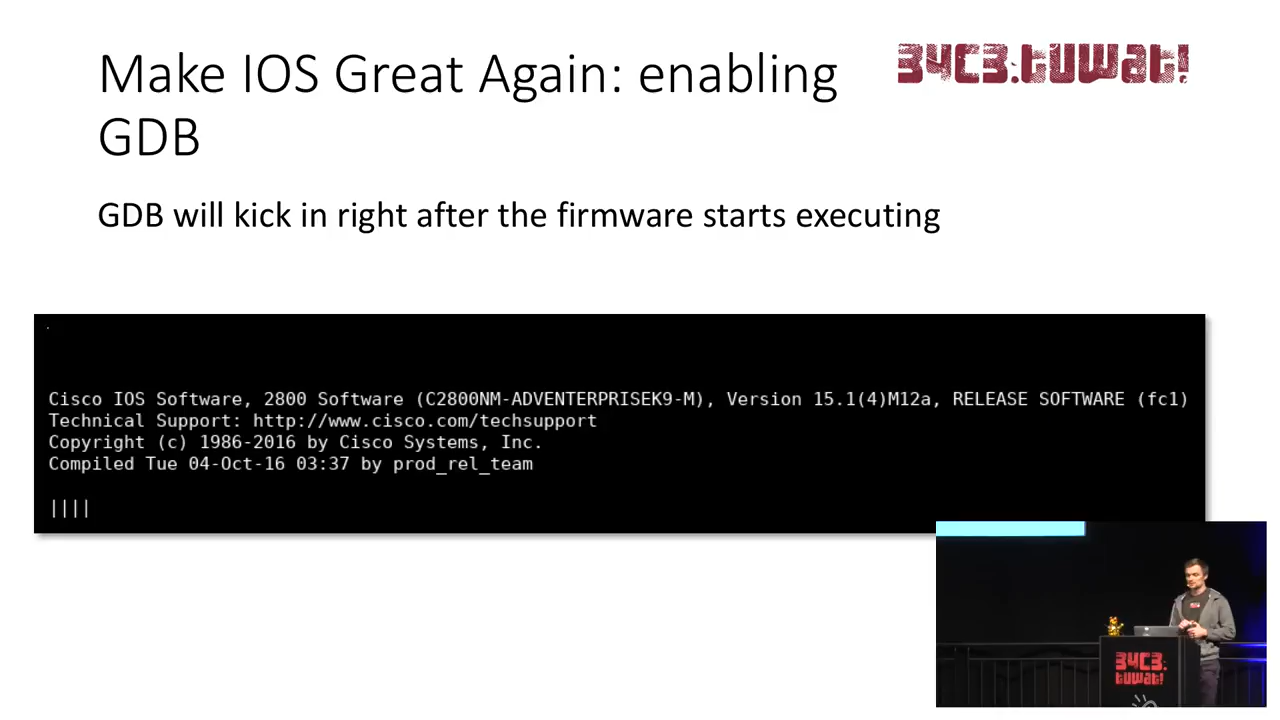 Make IOS Great Again: enabling
GDB
34C3.tuwat!
GDB will kick in right after the firmware starts executing
Cisco IOS Software, 2800 Software (C2800NM-ADVENTERPRISEK9-M), Version 15.1(4)M12a, RELEASE SOFTWARE (fc1)
Technical Support: http://www.cisco.com/techsupport
Copyright (c) 1986-2016 by Cisco Systems, Inc.
Compiled Tue 04-Oct-16 03:37 by prod_rel_team
||||
34C3.
tuwat!